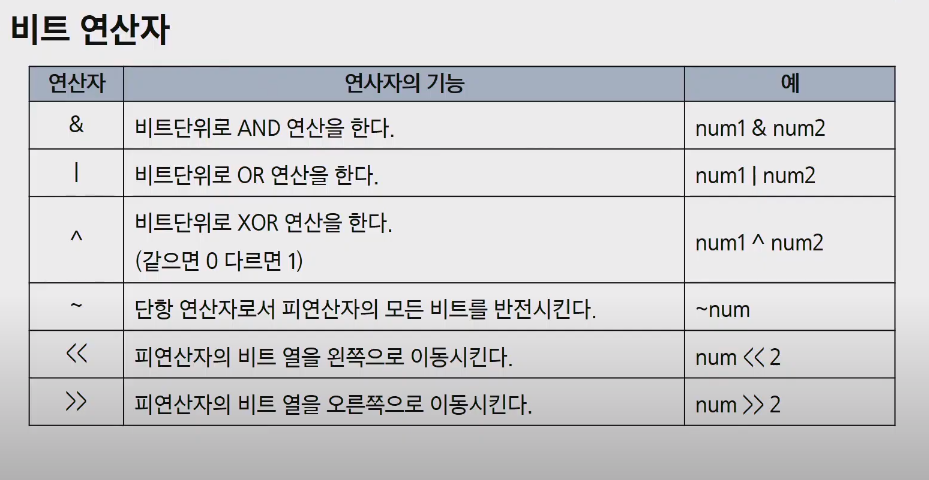 비트 연산자
연산자 연사자의 기능 예
& 비트단위로 AND 연산을 한다. num1 & num2
| 비트단위로 OR 연산을 한다. num1 | num2
^ 비트단위로 XOR 연산을 한다. num1 ^ num2
(같으면 0 다르면 1)
~ 단항 연산자로서 피연산자의 모든 비트를 반전시킨다. ~num
<< 피연산자의 비트 열을 왼쪽으로 이동시킨다. num << 2
>> 피연산자의 비트 열을 오른쪽으로 이동시킨다. num >> 2